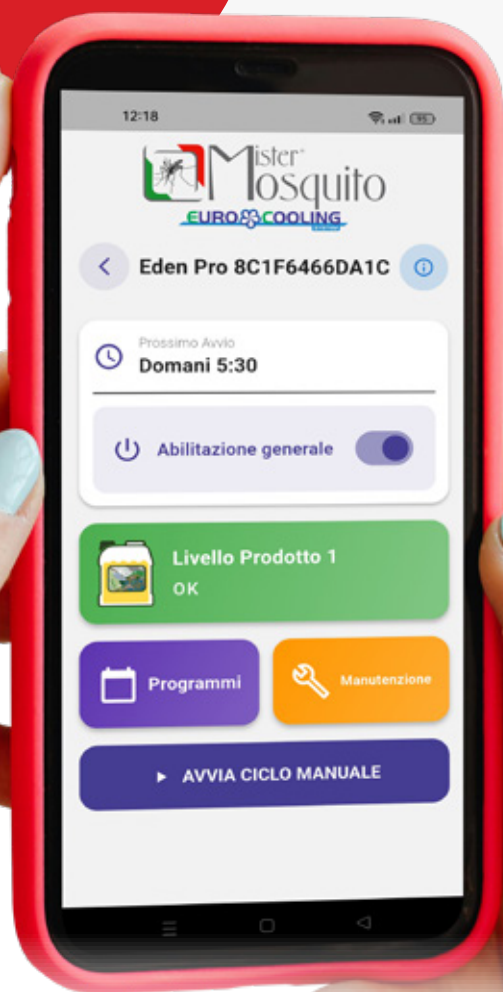 12:18
95
Mister
Mosquito
EURO COOLING
Eden Pro 8C1F6466DA1C
Prossimo Avvio
Domani 5:30
Abilitazione generale
Livello Prodotto 1
OK
Programmi
Manutenzione
AVVIA CICLO MANUALE